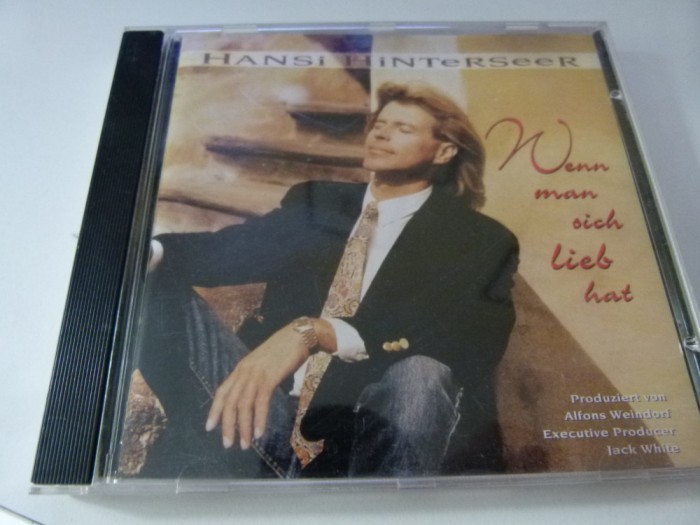 HANSi HiNTeRSeeR
Wenn
man
sich
lieb
hat
Produziert von
Alfons Weindorf
Executive Producer
Jack White